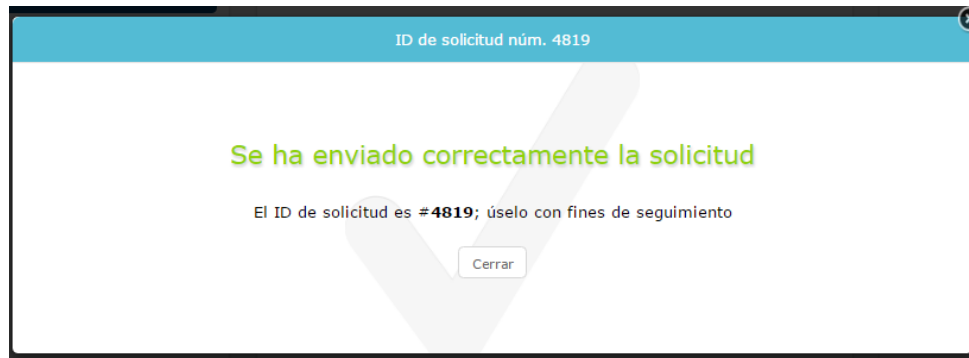 ID de solicitud núm. 4819
Se ha enviado correctamente la solicitud
El ID de solicitud es #4819; úselo con fines de seguimiento
Cerrar